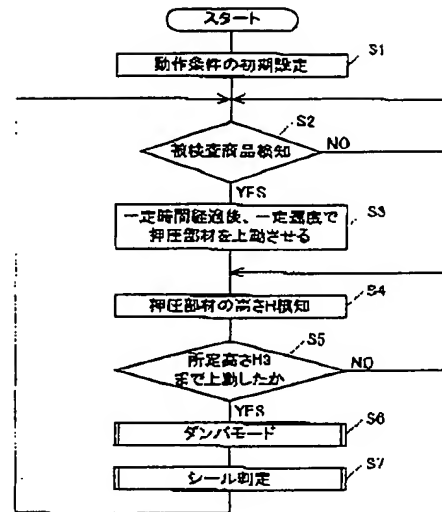 スタート
S1
動作条件の初期設定
S2
被検査商品検知
NO
YES
S3
一定時間経過後、一定速度で
押圧部材を上動させる
S4
押圧部材の高さH検知
S5
所定高さH3
まで上動したか
NO
YES
S6
ダンパモード
S7
シール判定